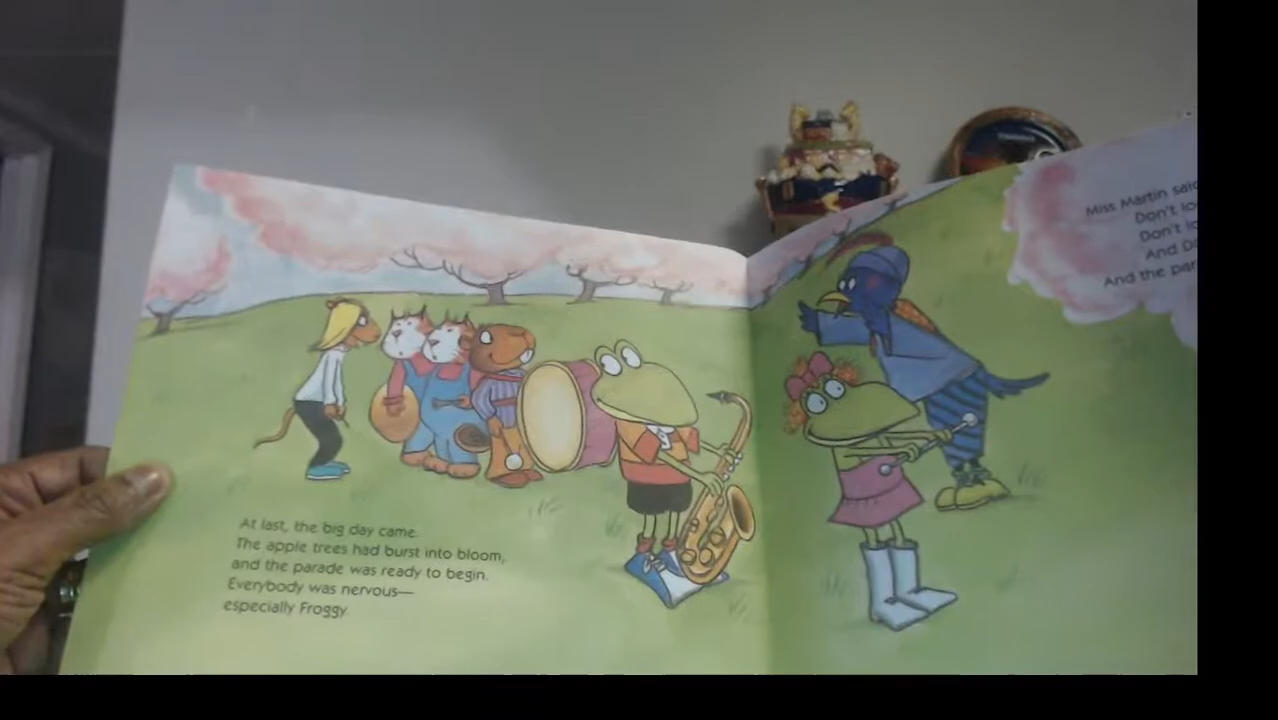 At last, the big day came.
The apple trees had burst into bloom,
and the parade was ready to begin.
Everybody was nervous—
especially Froggy.
Miss Martin said
Don't
Don't
And
And the